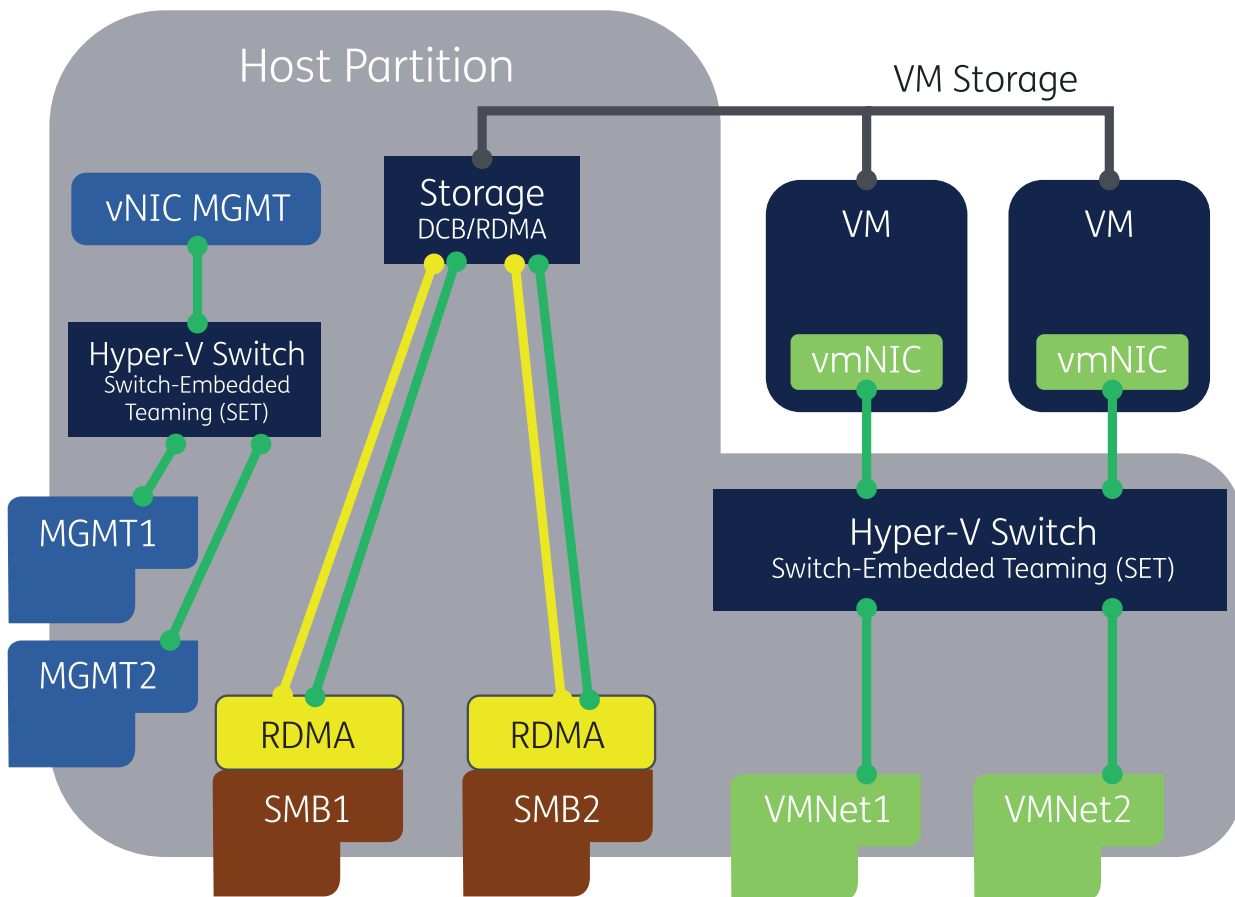 Host Partition
VM Storage
vNIC MGMT
Storage
DCB/RDMA
VM
VM
Hyper-V Switch
Switch-Embedded
Teaming (SET)
vmNIC
vmNIC
MGMT1
Hyper-V Switch
Switch-Embedded Teaming (SET)
MGMT2
RDMA
RDMA
SMB1
SMB2
VMNet1
VMNet2